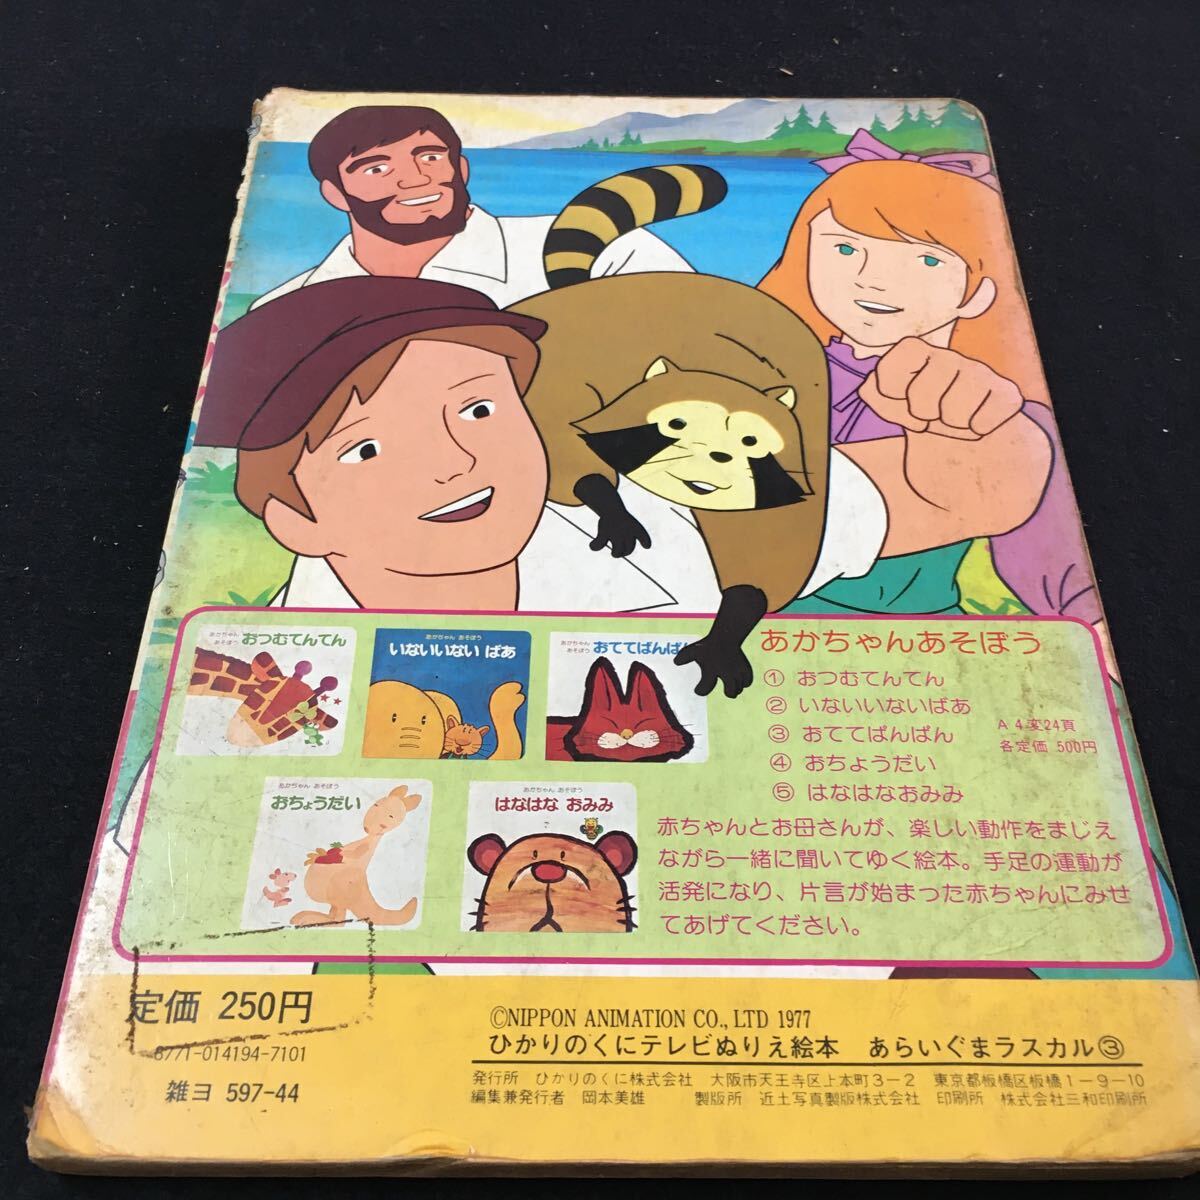 あかちゃん
あそぼう
おつむてんてん
あかちゃん あそぼう
いないいない ばあ
あかちゃん
あそぼう
おててぱんぱん
あかちゃん あそぼう
おちょうだい
あかちゃん あそぼう
はなはな おみみ
あかちゃんあそぼう
① おつむてんてん
② いないいないばあ
③ おててぱんぱん
④ おちょうだい
⑤ はなはなおみみ
A4変24頁
各定価 500円
赤ちゃんとお母さんが、楽しい動作をまじえ
ながら一緒に聞いてゆく絵本。手足の運動が
活発になり、片言が始まった赤ちゃんにみせ
てあげてください。
定価 250円
8771-014194-7101
雑ヨ 597-44
©NIPPON ANIMATION CO., LTD 1977
ひかりのくにテレビぬりえ絵本 あらいぐまラスカル③
発行所 ひかりのくに株式会社 大阪市天王寺区上本町3-2 東京都板橋区板橋1-9-10
編集兼発行者 岡本美雄 製版所 近土写真製版株式会社 印刷所 株式会社三和印刷所